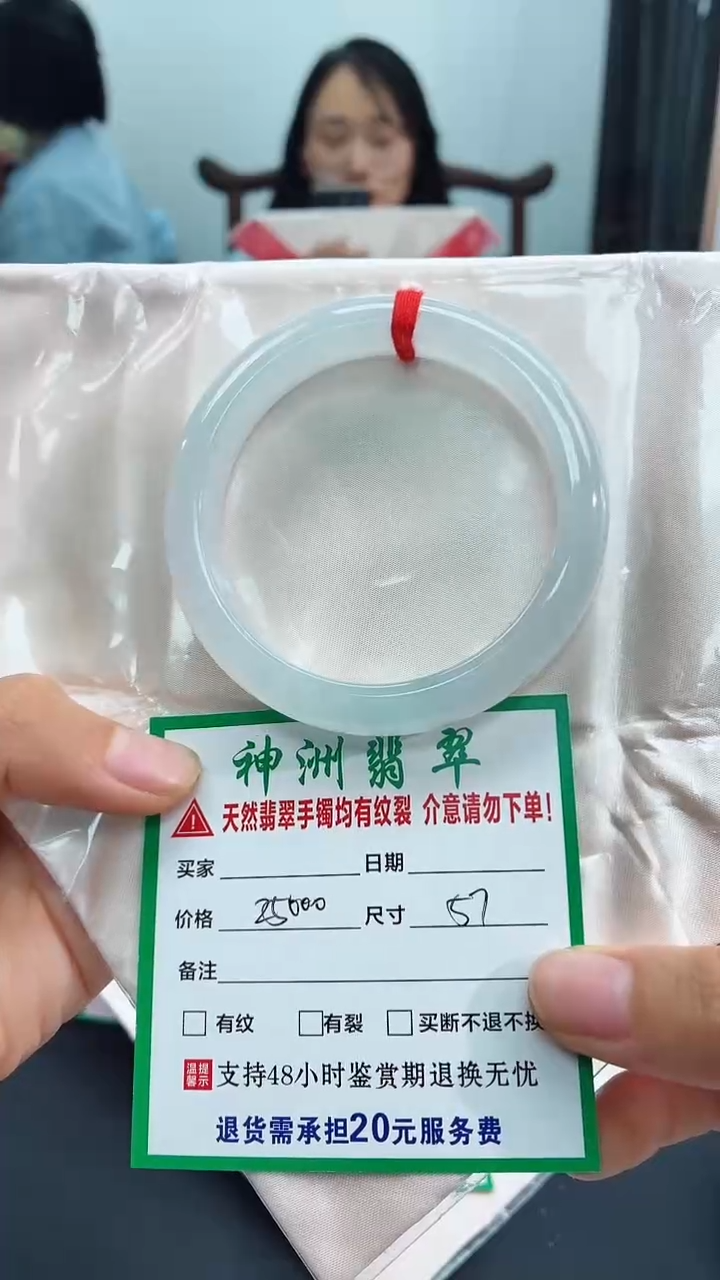 神洲翡翠
天然翡翠手镯均有纹裂 介意请勿下单!
买家 日期
价格 25600 尺寸 57
备注
有纹 有裂 买断不退不换
温馨提示 支持48小时鉴赏期退换无忧
退货需承担20元服务费